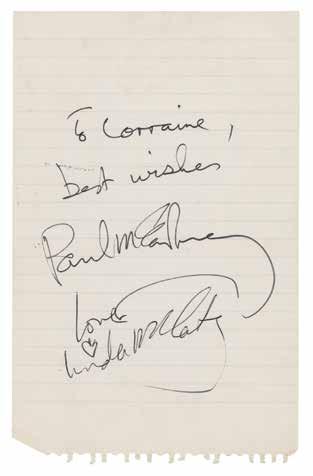 To Lorraine,
best wishes
Paul McCartney
love
Linda McCartney